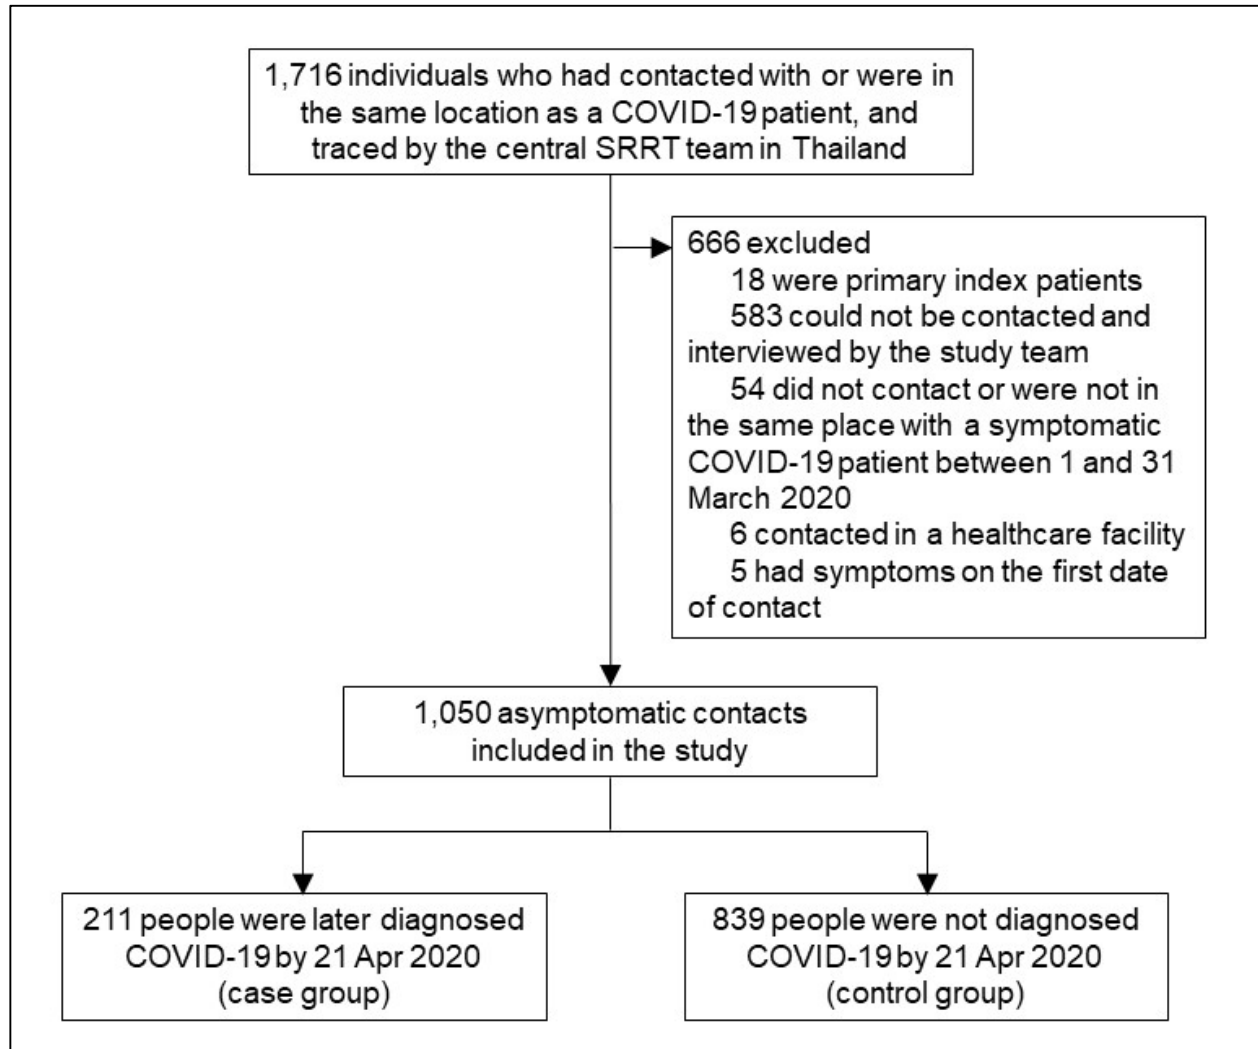 1,716 individuals who had contacted with or were in
the same location as a COVID-19 patient, and
traced by the central SRRT team in Thailand
666 excluded
18 were primary index patients
583 could not be contacted and
interviewed by the study team
54 did not contact or were not in
the same place with a symptomatic
COVID-19 patient between 1 and 31
March 2020
6 contacted in a healthcare facility
5 had symptoms on the first date
of contact
1,050 asymptomatic contacts
included in the study
211 people were later diagnosed
COVID-19 by 21 Apr 2020
(case group)
839 people were not diagnosed
COVID-19 by 21 Apr 2020
(control group)